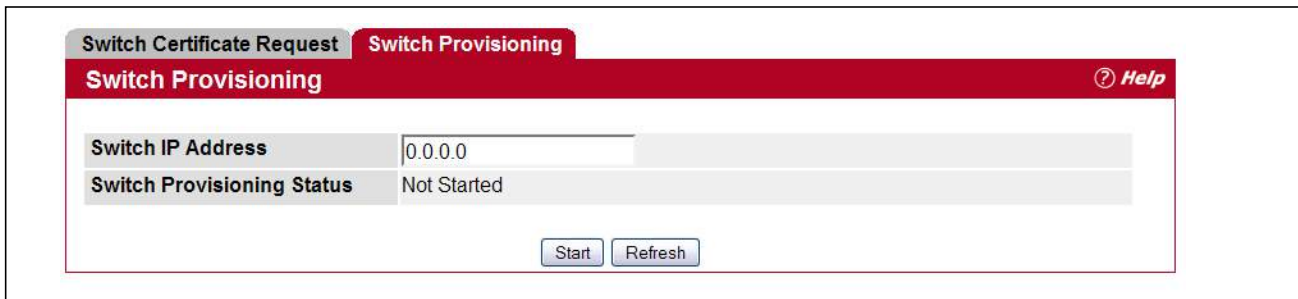 Switch Certificate Request Switch Provisioning
Switch Provisioning ? Help
Switch IP Address 0.0.0.0
Switch Provisioning Status Not Started
Start Refresh